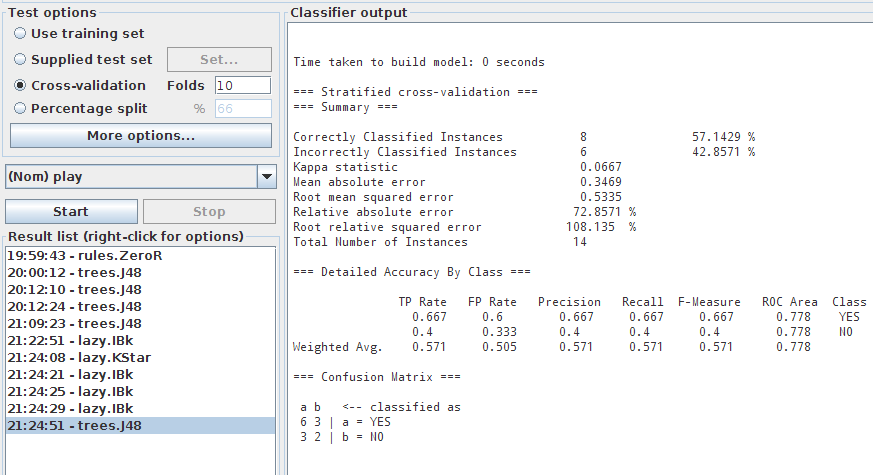 Test options
Use training set
Supplied test set Set...
Cross-validation Folds 10
Percentage split % 66
More options...
(Nom) play
Start Stop
Result list (right-click for options)
19:59:43 - rules.ZeroR
20:00:12 - trees.J48
20:12:10 - trees.J48
20:12:24 - trees.J48
21:09:23 - trees.J48
21:22:51 - lazy.IBk
21:24:08 - lazy.KStar
21:24:21 - lazy.IBk
21:24:25 - lazy.IBk
21:24:29 - lazy.IBk
21:24:51 - trees.J48
Classifier output
Time taken to build model: 0 seconds
=== Stratified cross-validation ===
=== Summary ===
Correctly Classified Instances 8 57.1429 %
Incorrectly Classified Instances 6 42.8571 %
Kappa statistic 0.0667
Mean absolute error 0.3469
Root mean squared error 0.5335
Relative absolute error 72.8571 %
Root relative squared error 108.135 %
Total Number of Instances 14
=== Detailed Accuracy By Class ===
TP Rate FP Rate Precision Recall F-Measure ROC Area Class
0.667 0.6 0.667 0.667 0.667 0.778 YES
0.4 0.333 0.4 0.4 0.4 0.778 NO
Weighted Avg. 0.571 0.505 0.571 0.571 0.571 0.778
=== Confusion Matrix ===
a b <-- classified as
6 3 | a = YES
3 2 | b = NO